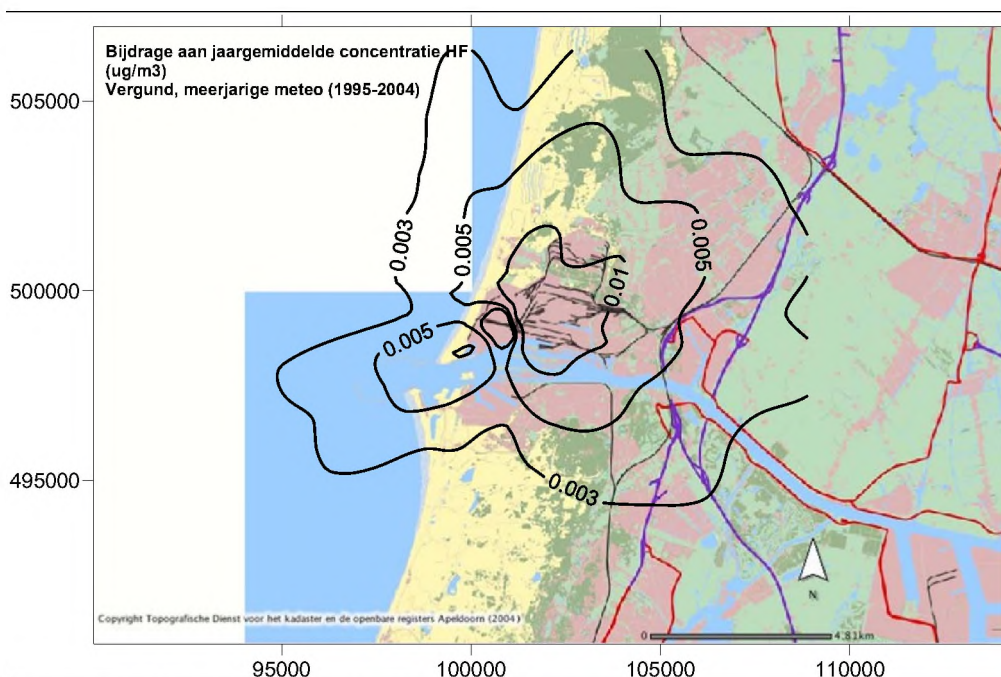 Bijdrage aan jaargemiddelde concentratie HF
(ug/m3)
Vergund, meerjarige meteo (1995-2004)
505000
500000
495000
0.003
0.005
0.005
0.01
0.005
0.003
N
Copyright Topografische Dienst voor het kadaster en de openbare registers Apeldoorn (2004)
0 4.81km
95000 100000 105000 110000